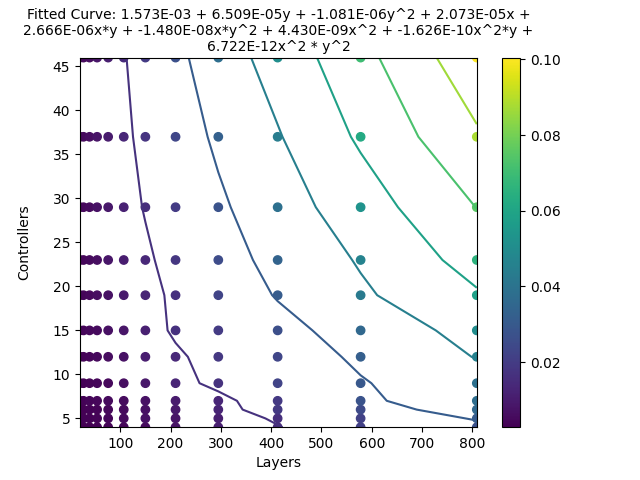 Fitted Curve: 1.573E-03 + 6.509E-05y + -1.081E-06y^2 + 2.073E-05x +
2.666E-06x*y + -1.480E-08x*y^2 + 4.430E-09x^2 + -1.626E-10x^2*y +
6.722E-12x^2 * y^2
45
40
35
30
25
20
15
10
5
Controllers
100 200 300 400 500 600 700 800
Layers
0.10
0.08
0.06
0.04
0.02